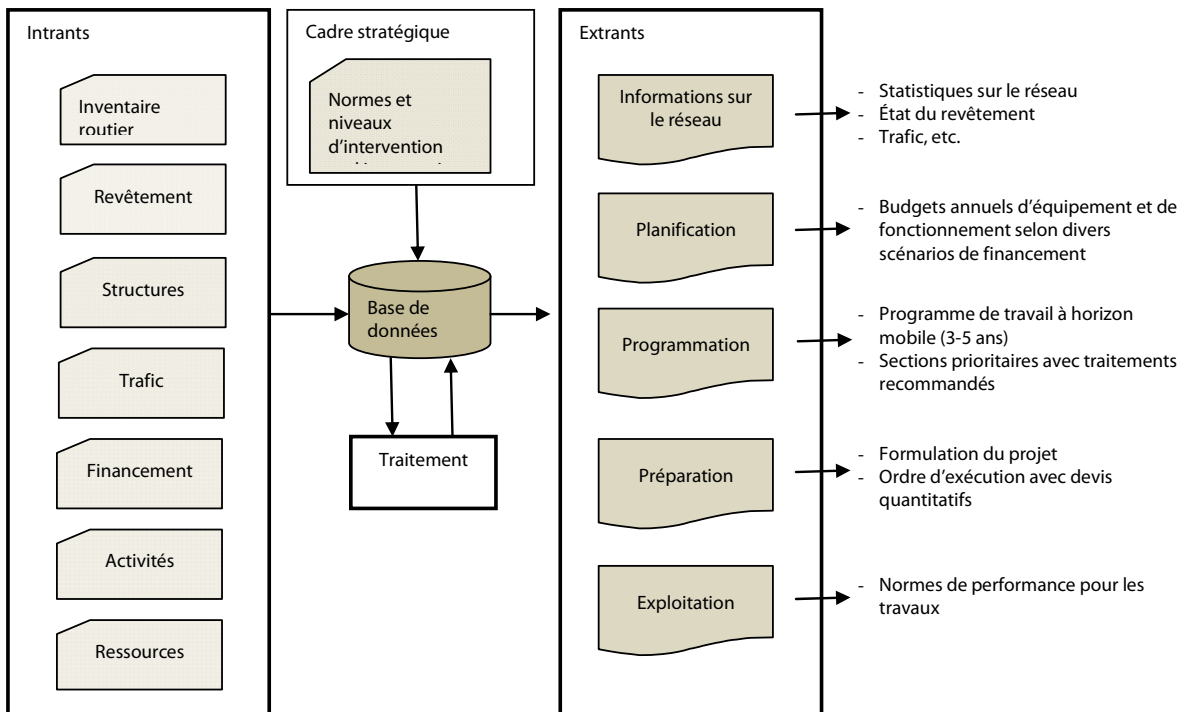 Intrants
Inventaire
routier
Revêtement
Structures
Trafic
Financement
Activités
Ressources
Cadre stratégique
Normes et
niveaux
d’intervention
Base de
données
Traitement
Extrants
Informations sur
le réseau
- Statistiques sur le réseau
- État du revêtement
- Trafic, etc.
Planification
- Budgets annuels d’équipement et de
fonctionnement selon divers
scénarios de financement
Programmation
- Programme de travail à horizon
mobile (3-5 ans)
- Sections prioritaires avec traitements
recommandés
Préparation
- Formulation du projet
- Ordre d’exécution avec devis
quantitatifs
Exploitation
- Normes de performance pour les
travaux